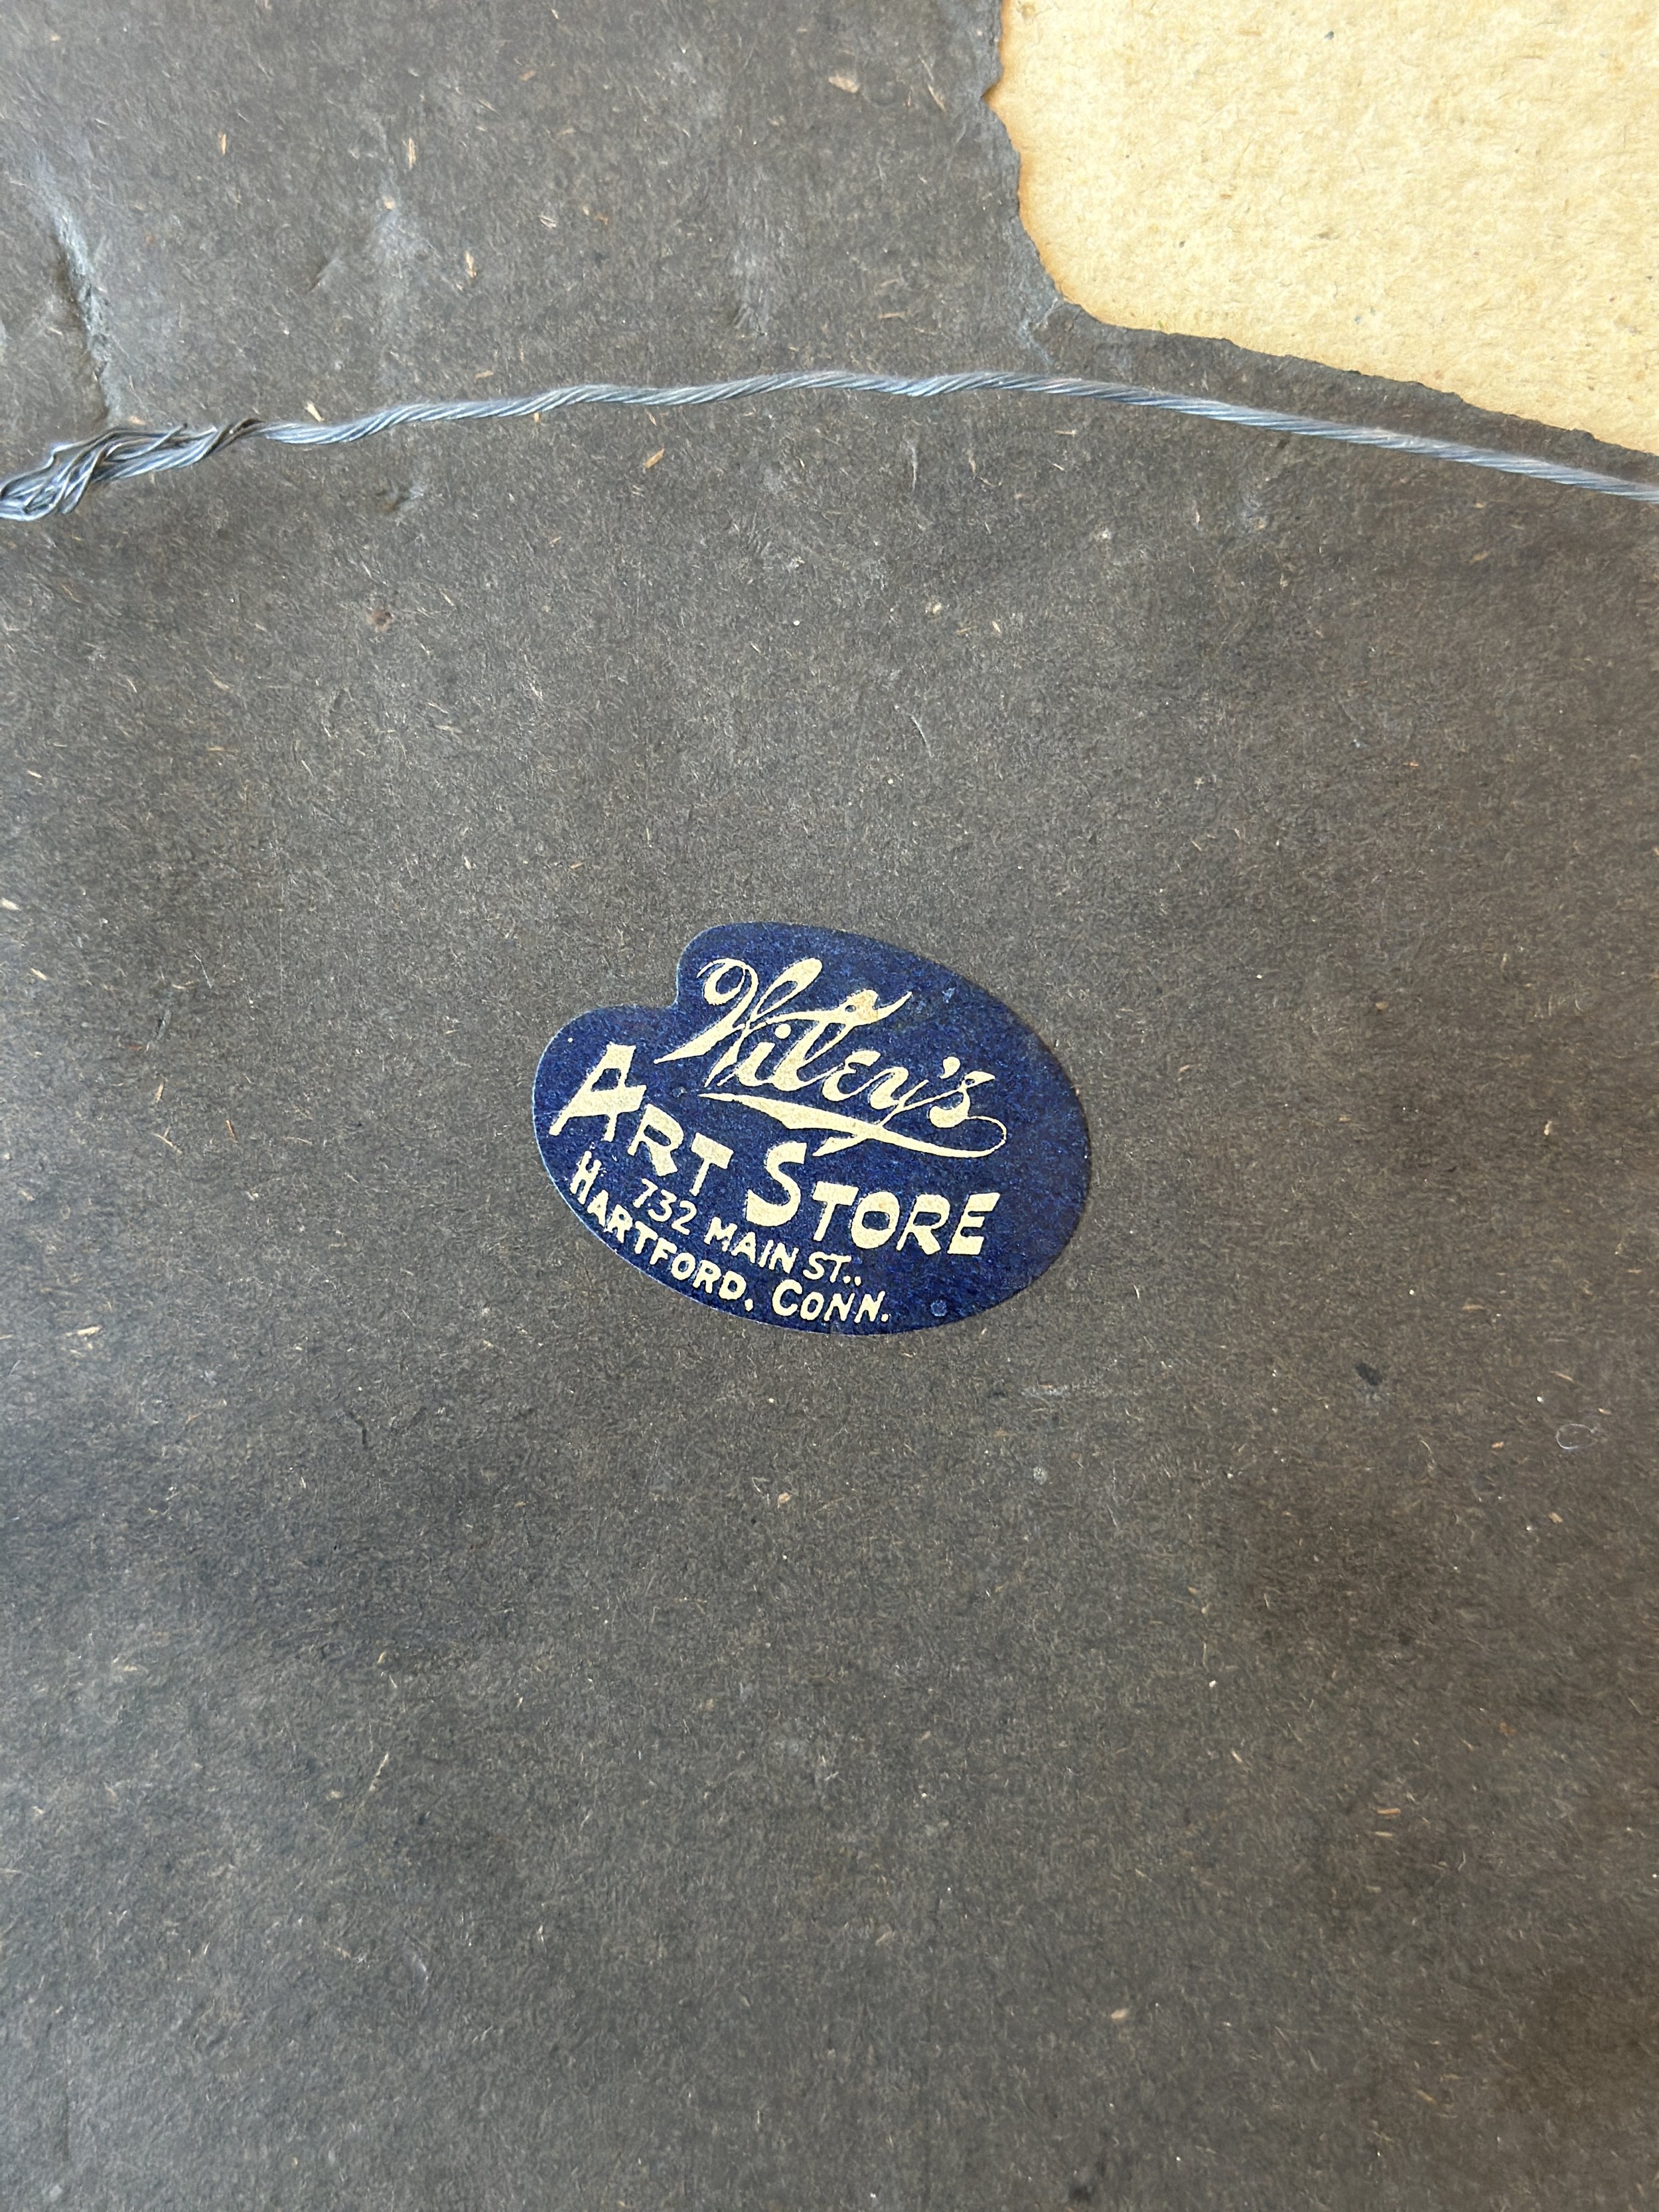 Wiley's
ART STORE
732 MAIN ST.,
HARTFORD, CONN.